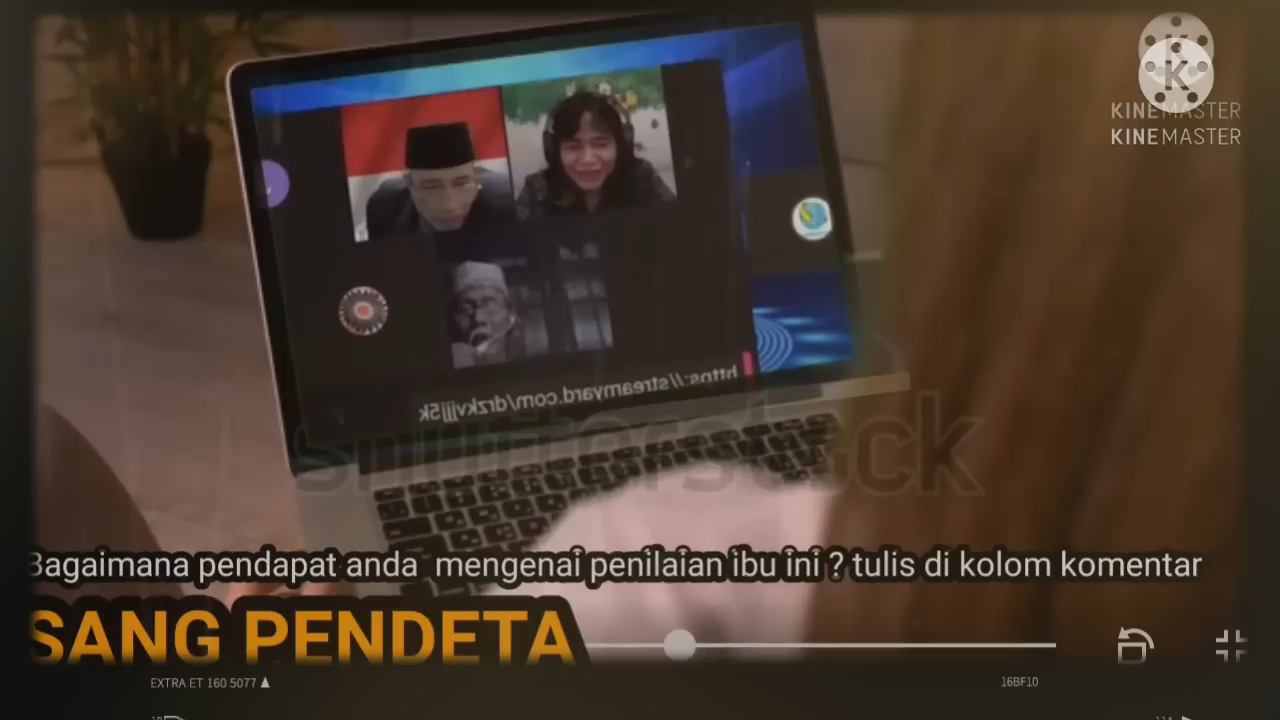 KINEMASTER
KINEMASTER
https://streamyard.com/drzkvjjj5k
shutterstock
Bagaimana pendapat anda mengenai penilaian ibu ini ? tulis di kolom komentar
SANG PENDETA
EXTRA ET 160 5077
16BF10